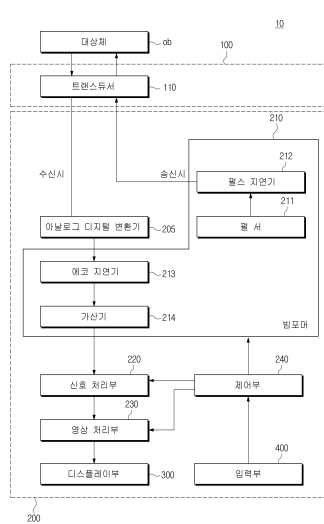 10
대상체
ob
100
트랜스듀서
110
210
212
수신시
송신시
펄스 지연기
211
펄 서
아날로그 디지털 변환기
205
에코 지연기
213
가산기
214
빔포머
220
240
신호 처리부
제어부
230
영상 처리부
400
디스플레이부
300
입력부
200